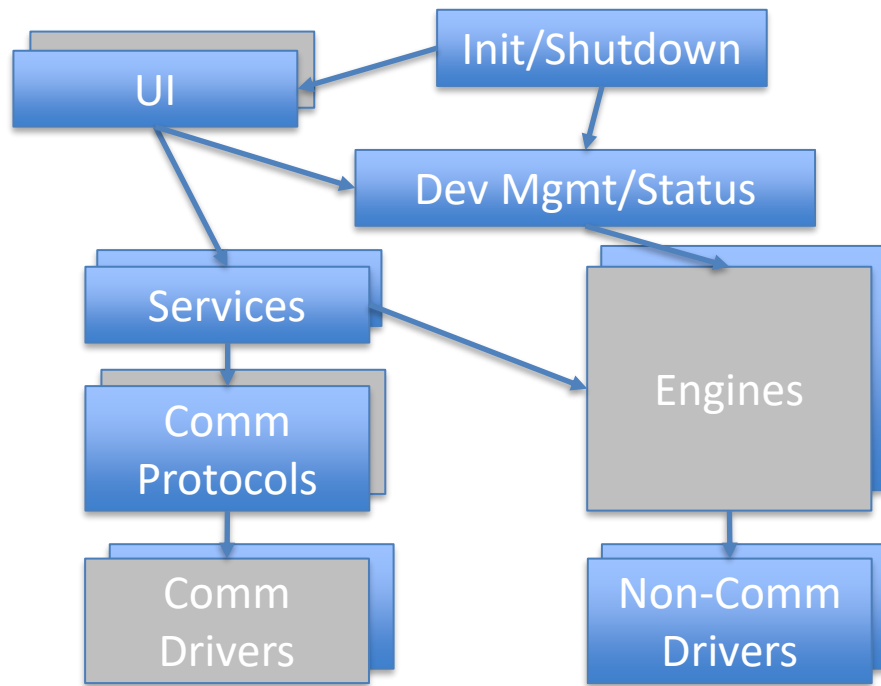 Init/Shutdown
UI
Dev Mgmt/Status
Services
Engines
Comm
Protocols
Comm
Drivers
Non-Comm
Drivers